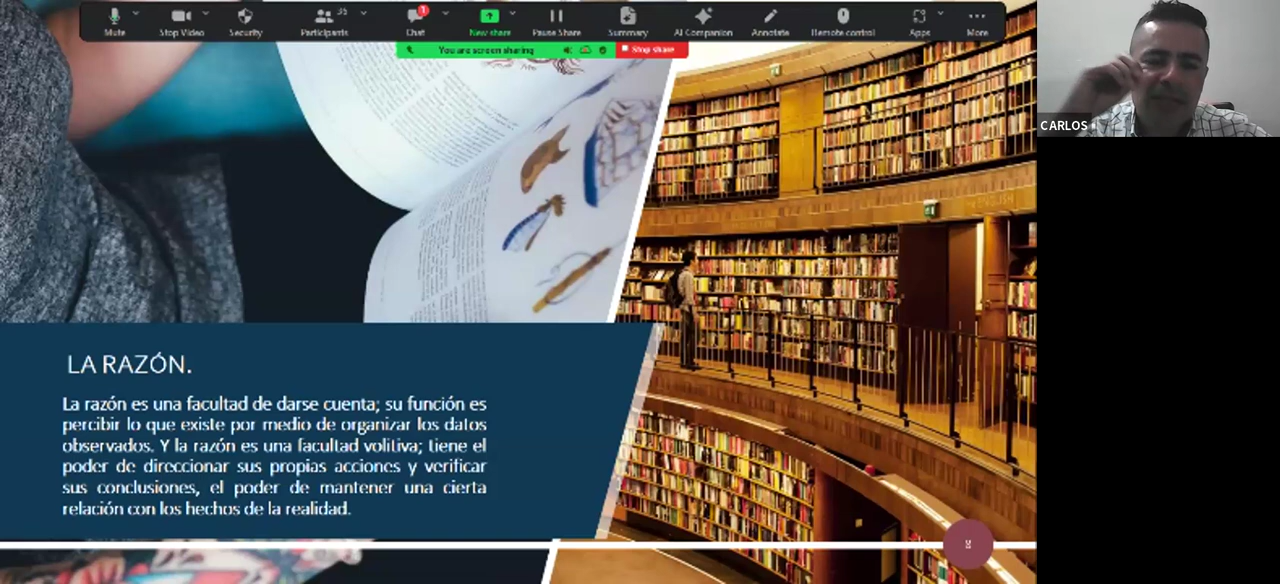 Mute
Stop Video
Security
Participants
35
Chat
1
New share
Pause Share
Summary
AI Companion
Annotate
Remote control
Apps
More
You are screen sharing
Stop share
CARLOS
LA RAZÓN.
La razón es una facultad de darse cuenta; su función es
percibir lo que existe por medio de organizar los datos
observados. Y la razón es una facultad volitiva; tiene el
poder de direccionar sus propias acciones y verificar
sus conclusiones, el poder de mantener una cierta
relación con los hechos de la realidad.